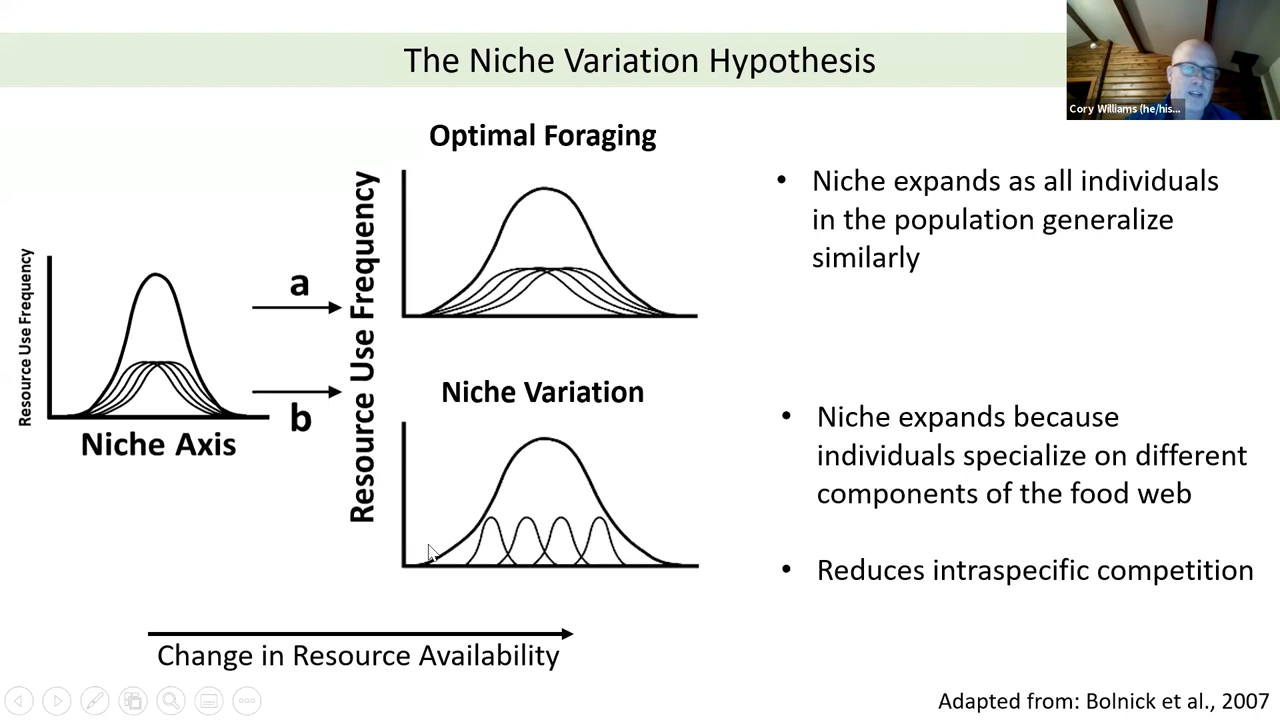 The Niche Variation Hypothesis
Cory Williams (he/his...
Optimal Foraging
Resource Use Frequency
Niche Axis
a
b
Resource Use Frequency
Niche Variation
• Niche expands as all individuals
in the population generalize
similarly
• Niche expands because
individuals specialize on different
components of the food web
• Reduces intraspecific competition
Change in Resource Availability
Adapted from: Bolnick et al., 2007